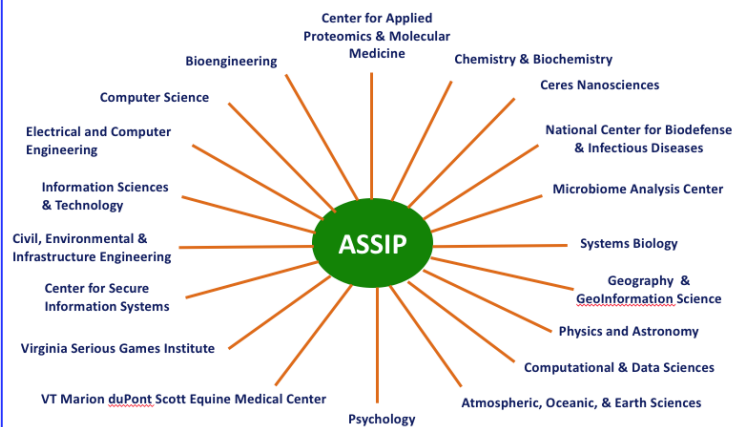 Center for Applied
Proteomics & Molecular
Medicine
Chemistry & Biochemistry
Ceres Nanosciences
National Center for Biodefense
& Infectious Diseases
Microbiome Analysis Center
Systems Biology
Geography &
GeoInformation Science
Physics and Astronomy
Computational & Data Sciences
Atmospheric, Oceanic, & Earth Sciences
Psychology
VT Marion duPont Scott Equine Medical Center
Virginia Serious Games Institute
Center for Secure
Information Systems
Civil, Environmental &
Infrastructure Engineering
Information Sciences
& Technology
Electrical and Computer
Engineering
Computer Science
Bioengineering
ASSIP